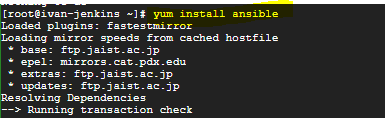 [root@ivan-jenkins ~]# yum install ansible
Loaded plugins: fastestmirror
Loading mirror speeds from cached hostfile
 * base: ftp.jaist.ac.jp
 * epel: mirrors.cat.pdx.edu
 * extras: ftp.jaist.ac.jp
 * updates: ftp.jaist.ac.jp
Resolving Dependencies
--> Running transaction check